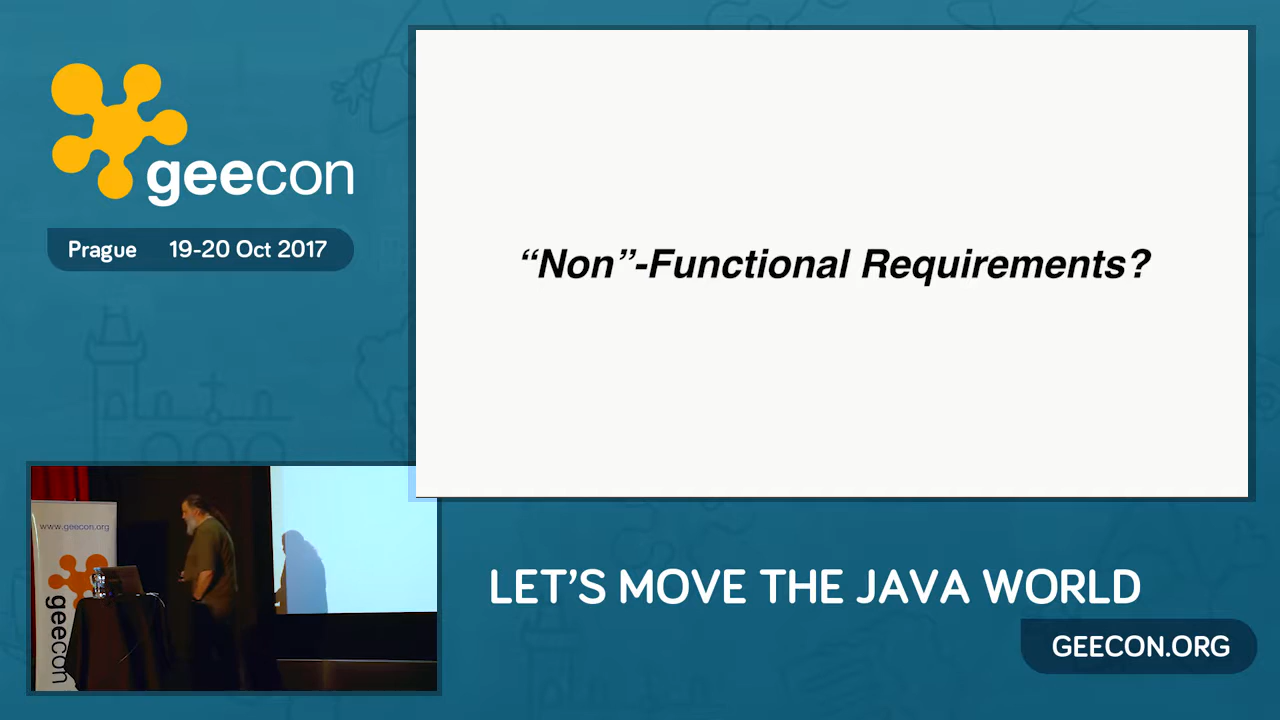 geecon
Prague 19-20 Oct 2017
“Non”-Functional Requirements?
www.geecon.org
geecon
LET’S MOVE THE JAVA WORLD
GEECON.ORG